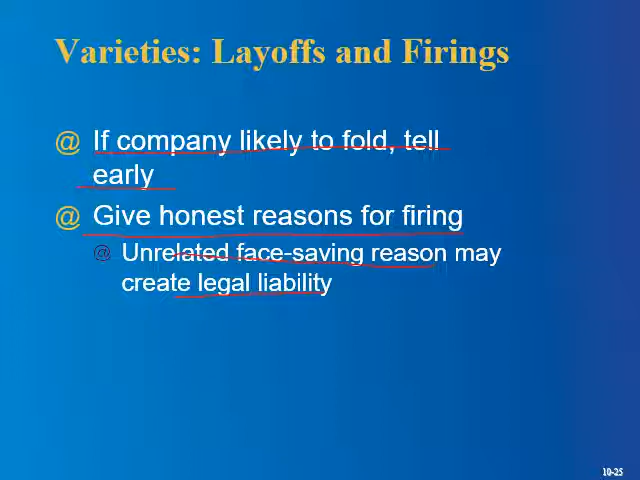 Varieties: Layoffs and Firings
@ If company likely to fold, tell
early
@ Give honest reasons for firing
@ Unrelated face-saving reason may
create legal liability
10-25